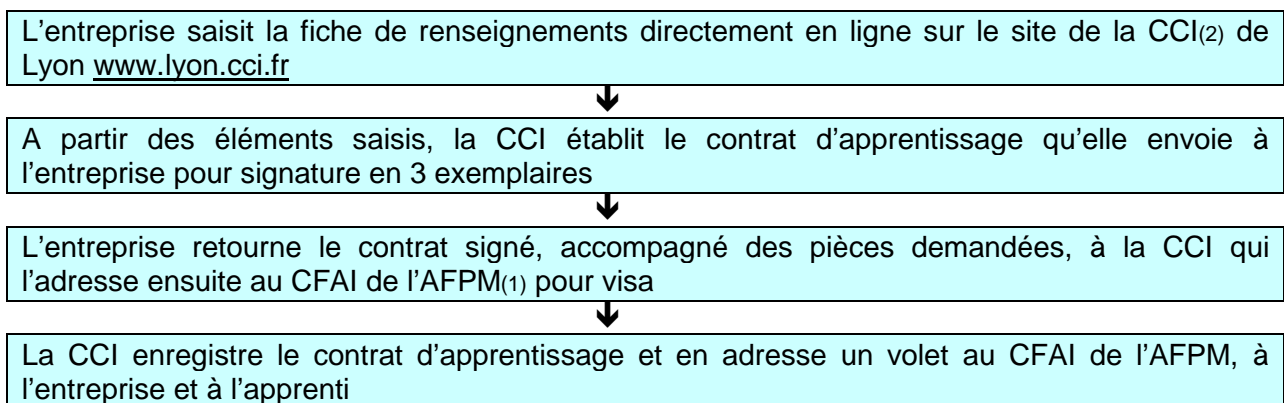 L'entreprise saisit la fiche de renseignements directement en ligne sur le site de la CCI(2) de
Lyon www.lyon.cci.fr
A partir des éléments saisis, la CCI établit le contrat d'apprentissage qu'elle envoie à
l'entreprise pour signature en 3 exemplaires
L'entreprise retourne le contrat signé, accompagné des pièces demandées, à la CCI qui
l'adresse ensuite au CFAI de l'AFPM(1) pour visa
La CCI enregistre le contrat d'apprentissage et en adresse un volet au CFAI de l'AFPM, à
l'entreprise et à l'apprenti